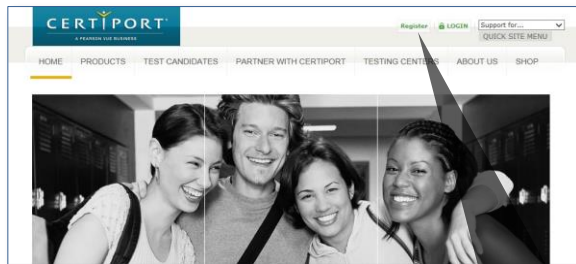 CERTIPORT
A PEARSON VUE BUSINESS
Register LOGIN Support for...
QUICK SITE MENU
HOME PRODUCTS TEST CANDIDATES PARTNER WITH CERTIPORT TESTING CENTERS ABOUT US SHOP